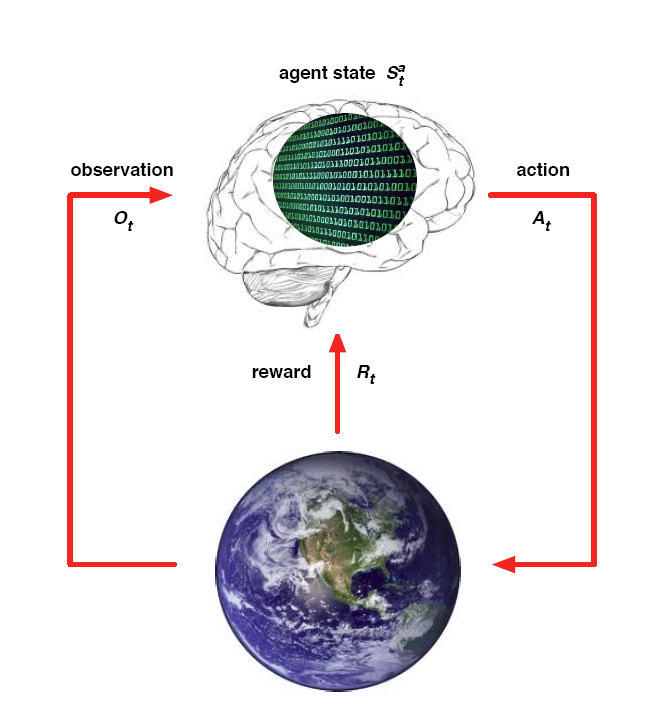 agent state S^a_t
observation
O_t
action
A_t
reward R_t